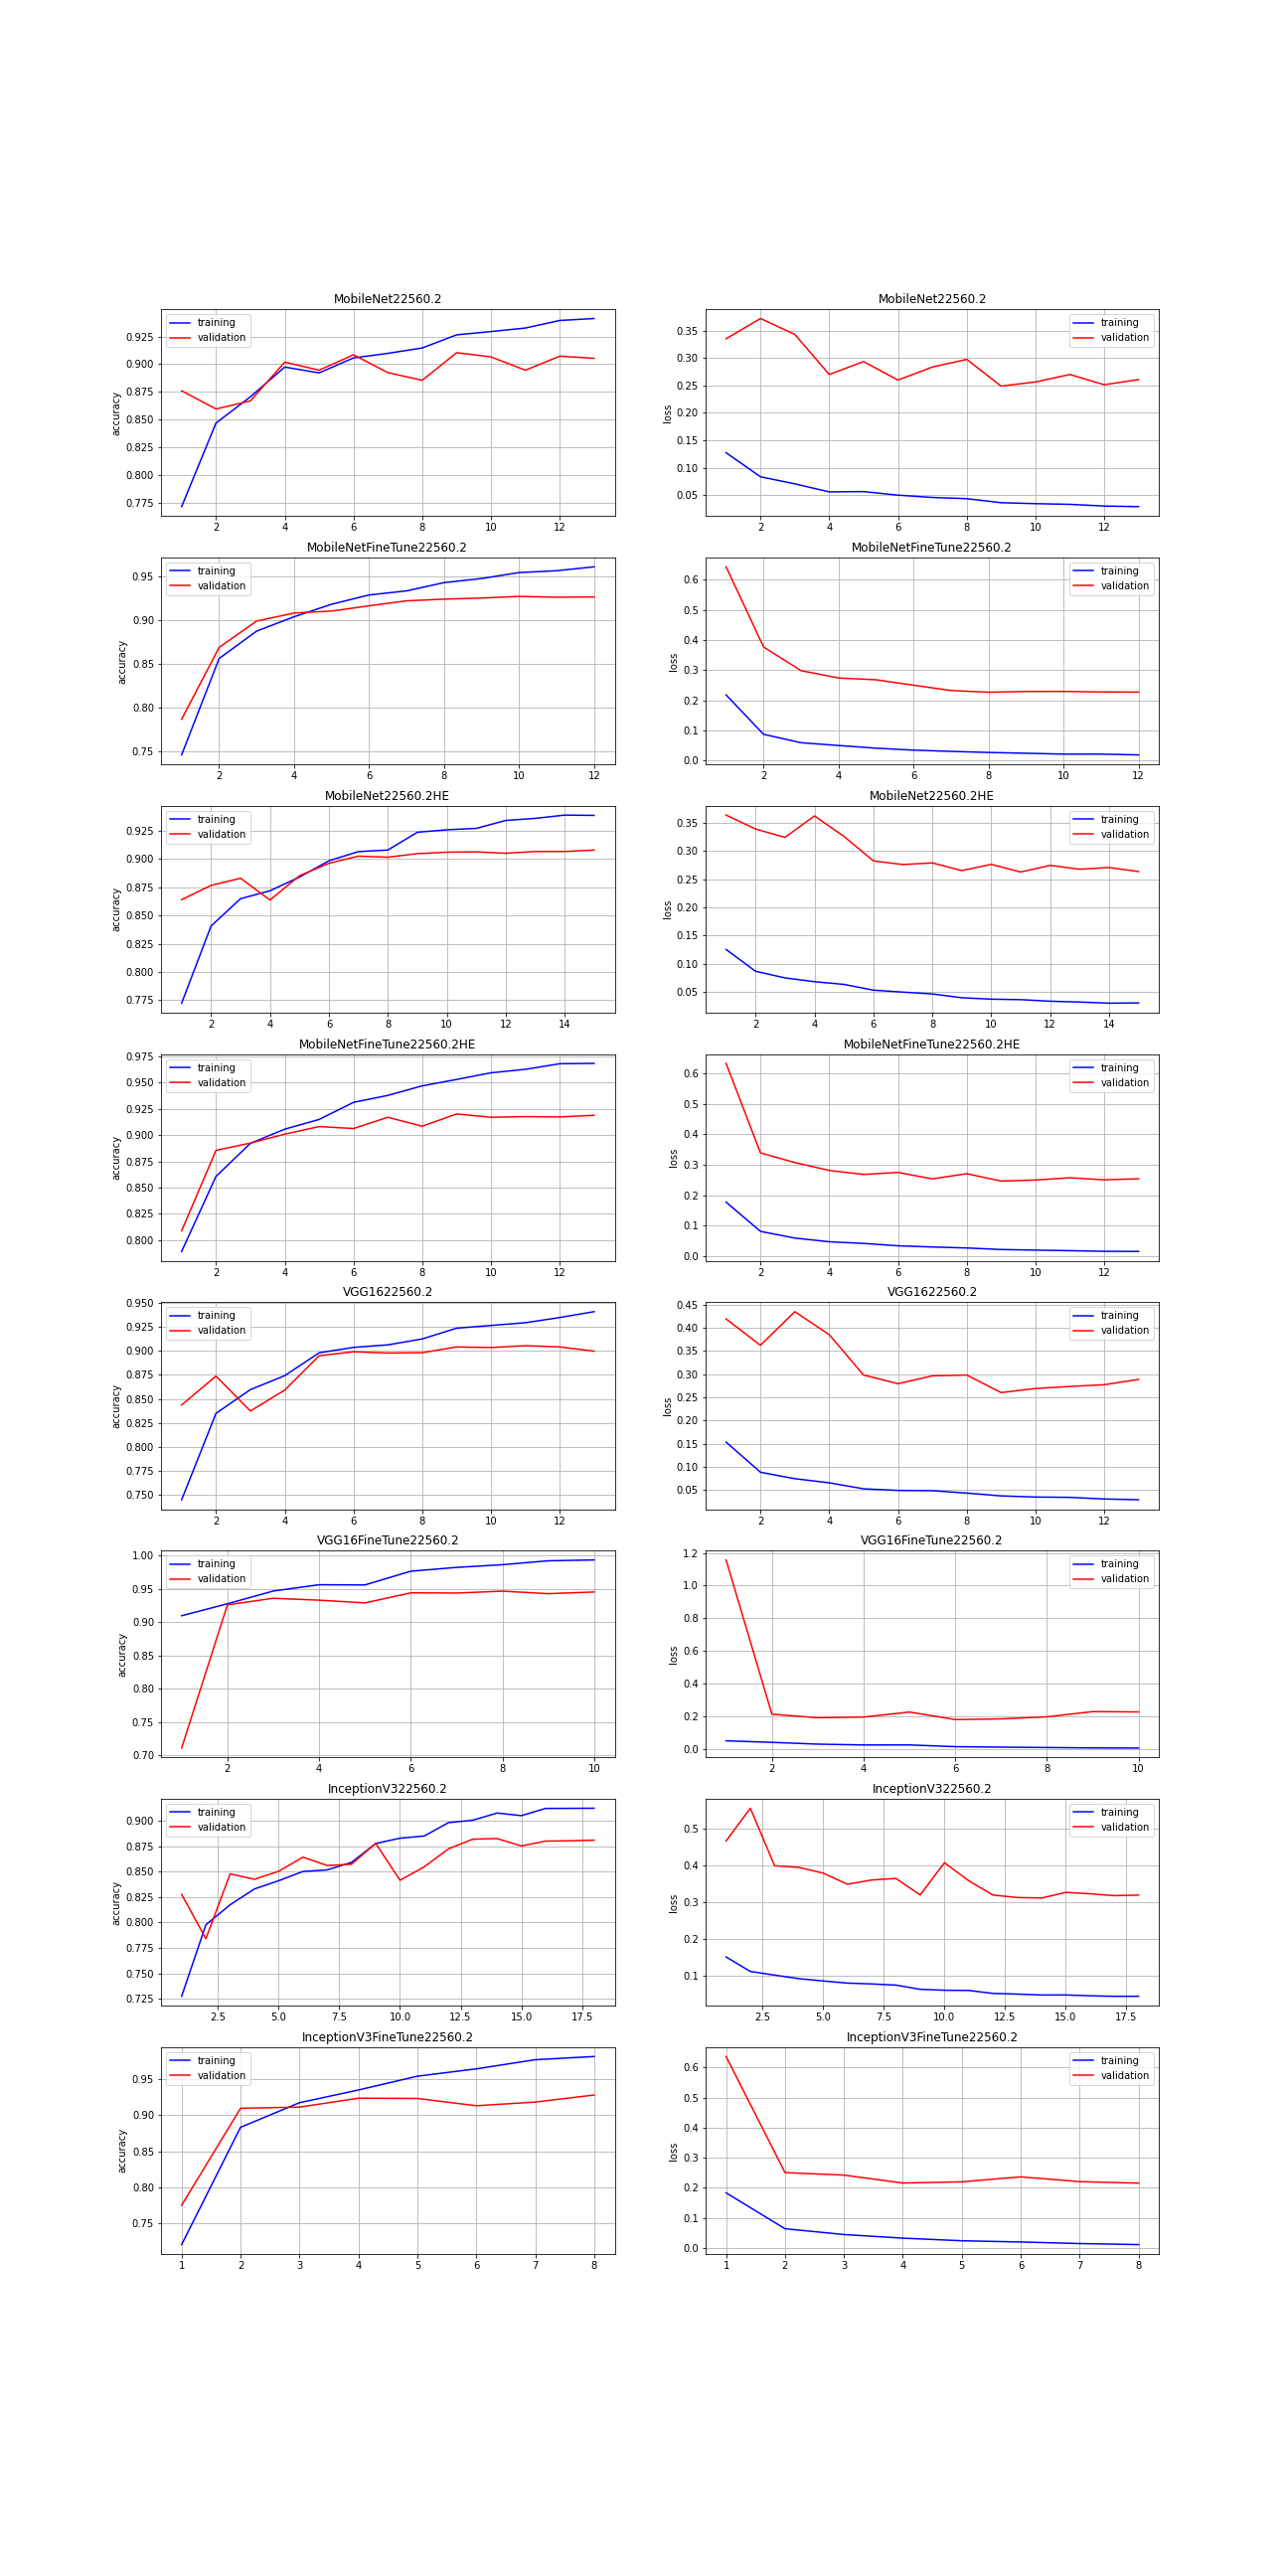 MobileNet22560.2
training
validation
accuracy
0.925
0.900
0.875
0.850
0.825
0.800
0.775
2 4 6 8 10 12
MobileNet22560.2
training
validation
loss
0.35
0.30
0.25
0.20
0.15
0.10
0.05
2 4 6 8 10 12
MobileNetFineTune22560.2
training
validation
accuracy
0.95
0.90
0.85
0.80
0.75
2 4 6 8 10 12
MobileNetFineTune22560.2
training
validation
loss
0.6
0.5
0.4
0.3
0.2
0.1
0.0
2 4 6 8 10 12
MobileNet22560.2HE
training
validation
accuracy
0.925
0.900
0.875
0.850
0.825
0.800
0.775
2 4 6 8 10 12 14
MobileNet22560.2HE
training
validation
loss
0.35
0.30
0.25
0.20
0.15
0.10
0.05
2 4 6 8 10 12 14
MobileNetFineTune22560.2HE
training
validation
accuracy
0.975
0.950
0.925
0.900
0.875
0.850
0.825
0.800
2 4 6 8 10 12
MobileNetFineTune22560.2HE
training
validation
loss
0.6
0.5
0.4
0.3
0.2
0.1
0.0
2 4 6 8 10 12
VGG1622560.2
training
validation
accuracy
0.950
0.925
0.900
0.875
0.850
0.825
0.800
0.775
0.750
2 4 6 8 10 12
VGG1622560.2
training
validation
loss
0.45
0.40
0.35
0.30
0.25
0.20
0.15
0.10
0.05
2 4 6 8 10 12
VGG16FineTune22560.2
training
validation
accuracy
1.00
0.95
0.90
0.85
0.80
0.75
0.70
2 4 6 8 10
VGG16FineTune22560.2
training
validation
loss
1.2
1.0
0.8
0.6
0.4
0.2
0.0
2 4 6 8 10
InceptionV322560.2
training
validation
accuracy
0.900
0.875
0.850
0.825
0.800
0.775
0.750
0.725
2.5 5.0 7.5 10.0 12.5 15.0 17.5
InceptionV322560.2
training
validation
loss
0.5
0.4
0.3
0.2
0.1
2.5 5.0 7.5 10.0 12.5 15.0 17.5
InceptionV3FineTune22560.2
training
validation
accuracy
0.95
0.90
0.85
0.80
0.75
1 2 3 4 5 6 7 8
InceptionV3FineTune22560.2
training
validation
loss
0.6
0.5
0.4
0.3
0.2
0.1
0.0
1 2 3 4 5 6 7 8